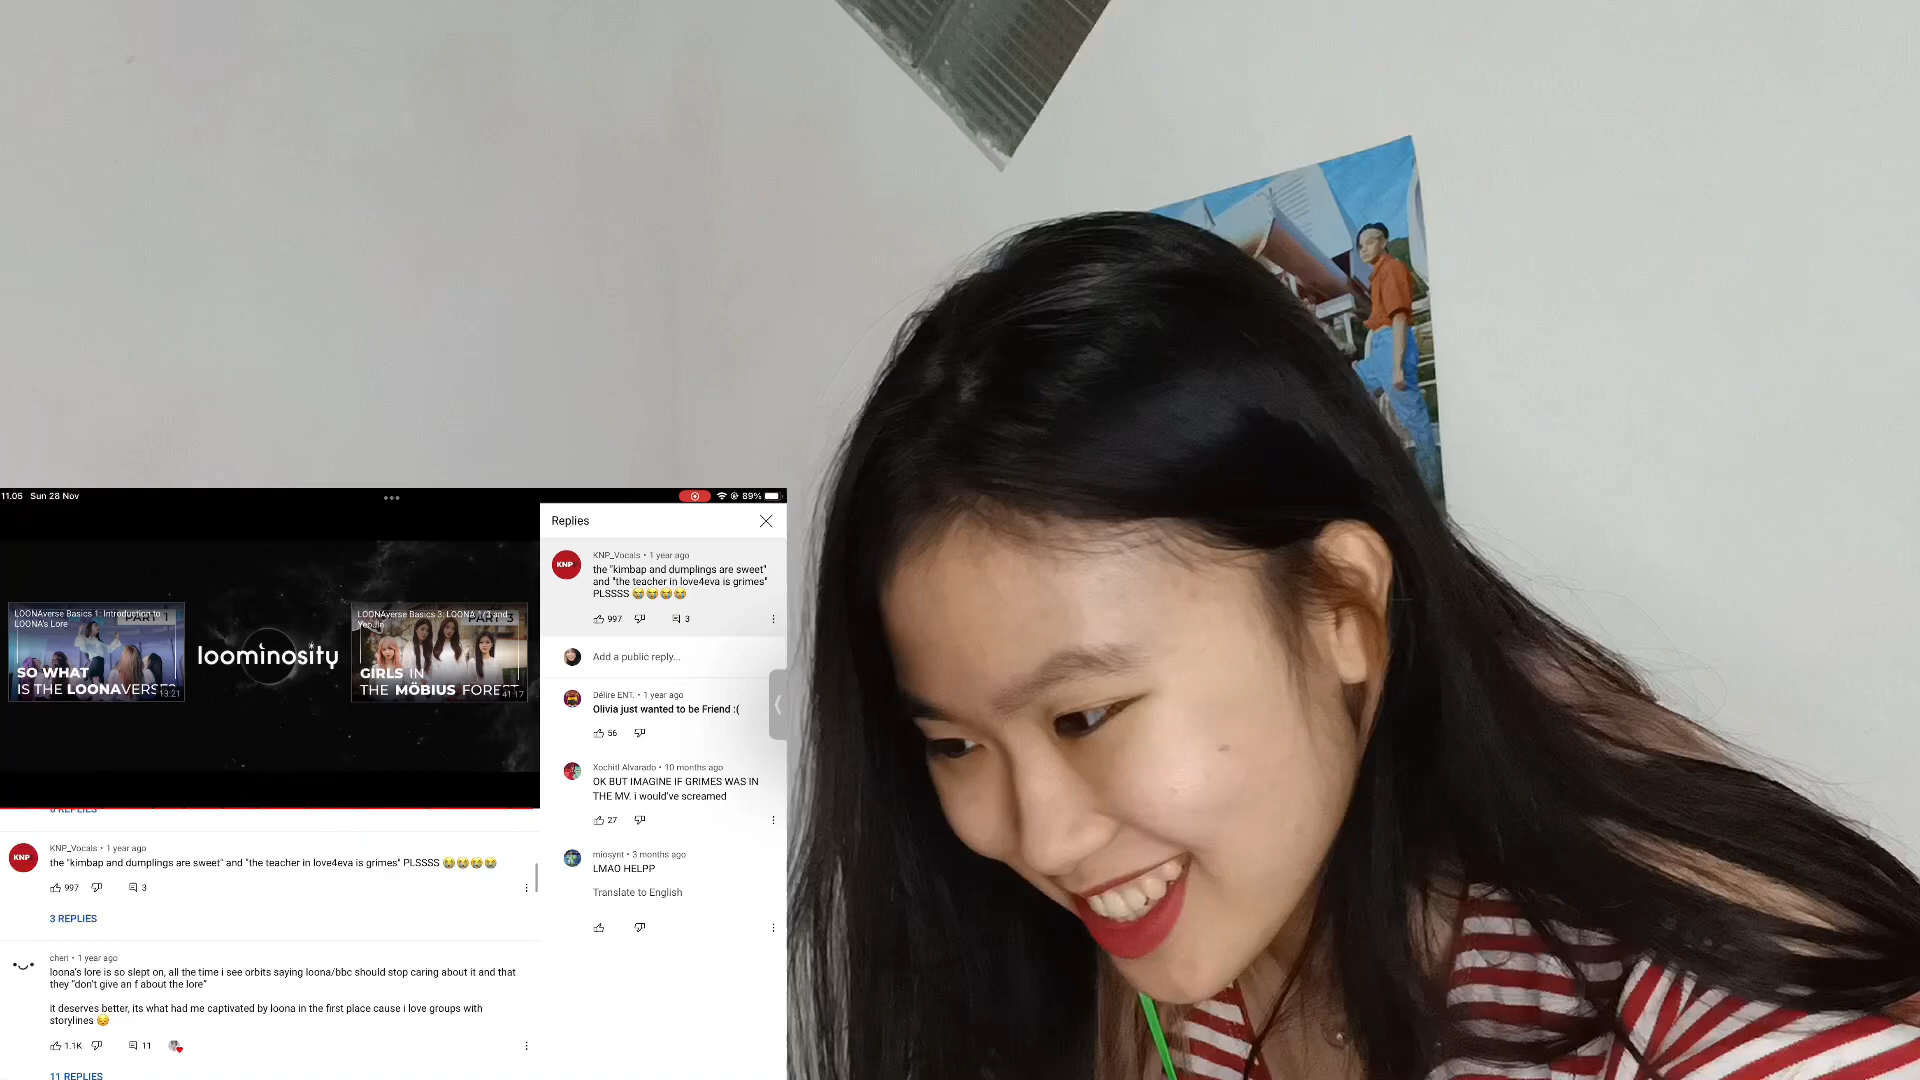 11.05 Sun 28 Nov
89%
LOONAverse Basics 1: Introduction to
LOONA's Lore
PART 1
SO WHAT
IS THE LOONAVERSE
13:21
loominosity
LOONAverse Basics 3: LOONA 1/3 and
YeoJin
PART 3
GIRLS IN
THE MÖBIUS FOREST
41:17
6 REPLIES
KNP_Vocals • 1 year ago
the "kimbap and dumplings are sweet" and "the teacher in love4eva is grimes" PLSSSS 😭😭😭😭
997
3
3 REPLIES
cheri • 1 year ago
loona's lore is so slept on, all the time i see orbits saying loona/bbc should stop caring about it and that
they "don't give an f about the lore"
it deserves better, its what had me captivated by loona in the first place cause i love groups with
storylines 😔
1.1K
11
11 REPLIES
Replies
KNP
KNP_Vocals • 1 year ago
the "kimbap and dumplings are sweet"
and "the teacher in love4eva is grimes"
PLSSSS 😭😭😭😭
997
3
Add a public reply...
Délire ENT. • 1 year ago
Olivia just wanted to be Friend :(
56
Xochitl Alvarado • 10 months ago
OK BUT IMAGINE IF GRIMES WAS IN
THE MV. i would've screamed
27
miosynt • 3 months ago
LMAO HELPP
Translate to English
KNP